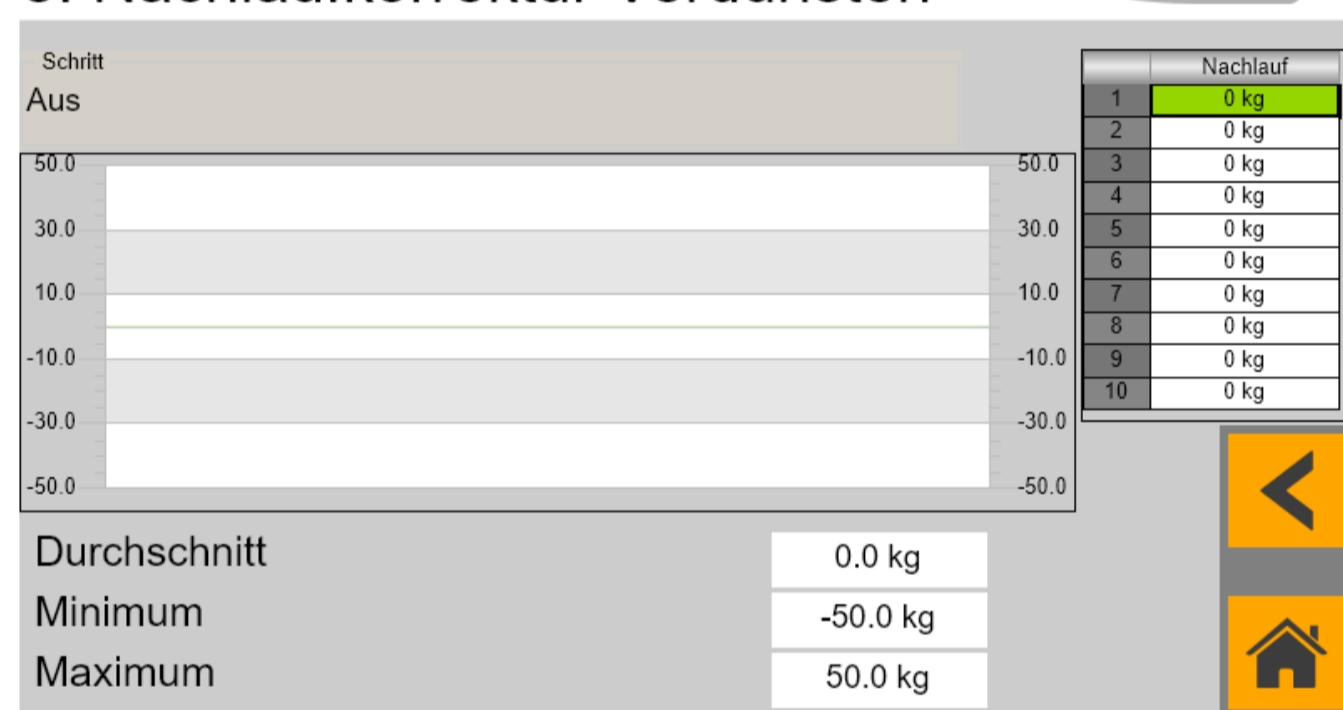 Schritt
Aus
50.0 50.0
30.0 30.0
10.0 10.0
-10.0 -10.0
-30.0 -30.0
-50.0 -50.0
Nachlauf
1 0 kg
2 0 kg
3 0 kg
4 0 kg
5 0 kg
6 0 kg
7 0 kg
8 0 kg
9 0 kg
10 0 kg
Durchschnitt 0.0 kg
Minimum -50.0 kg
Maximum 50.0 kg